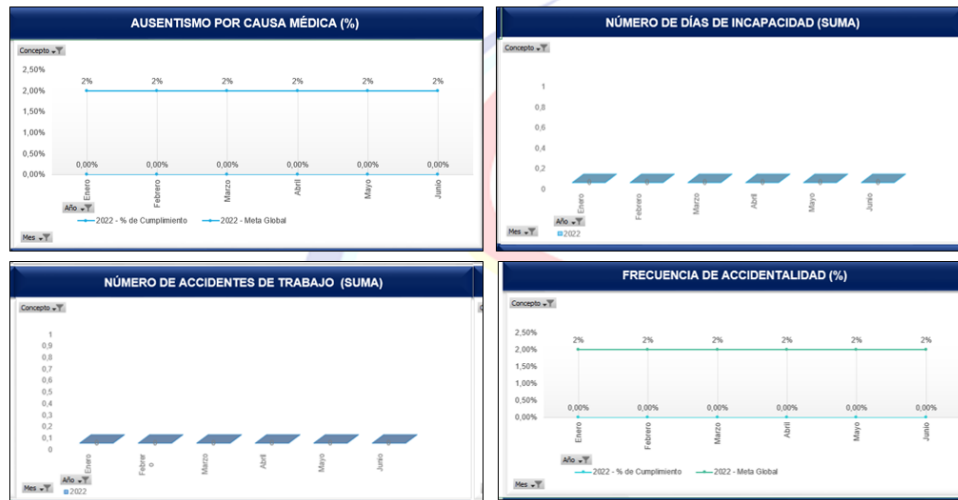 AUSENTISMO POR CAUSA MÉDICA (%)
Concepto
2,50%
2,00%
1,50%
1,00%
0,50%
0,00%
2% 2% 2% 2% 2% 2%
0,00% 0,00% 0,00% 0,00% 0,00% 0,00%
Enero Febrero Marzo Abril Mayo Junio
Año
2022 - % de Cumplimiento 2022 - Meta Global
Mes
NÚMERO DE DÍAS DE INCAPACIDAD (SUMA)
Concepto
1
0,8
0,6
0,4
0,2
0
Enero Febrero Marzo Abril Mayo Junio
Año
Mes
2022
NÚMERO DE ACCIDENTES DE TRABAJO (SUMA)
Concepto
1
0,9
0,8
0,7
0,6
0,5
0,4
0,3
0,2
0,1
0
Enero Febrer o Marzo Abril Mayo Junio
Año
Mes
2022
FRECUENCIA DE ACCIDENTALIDAD (%)
Concepto
2,50%
2,00%
1,50%
1,00%
0,50%
0,00%
2% 2% 2% 2% 2% 2%
0,00% 0,00% 0,00% 0,00% 0,00% 0,00%
Enero Febrero Marzo Abril Mayo Junio
Año
2022 - % de Cumplimiento 2022 - Meta Global
Mes